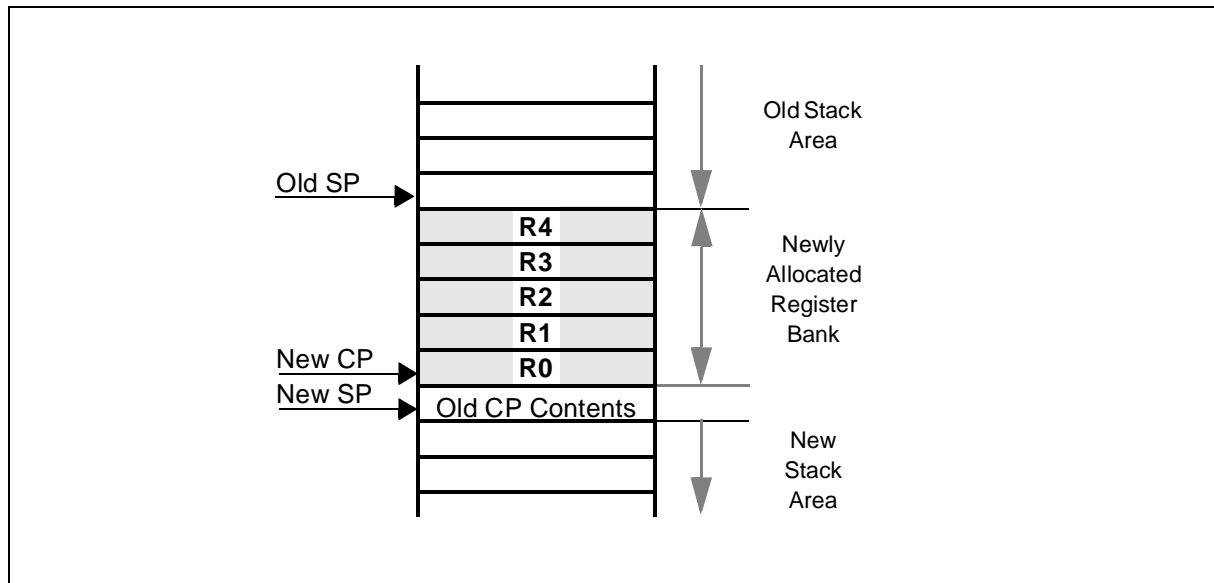 Old Stack
Area
Old SP
R4
R3
R2
R1
R0
Newly
Allocated
Register
Bank
New CP
New SP
Old CP Contents
New
Stack
Area